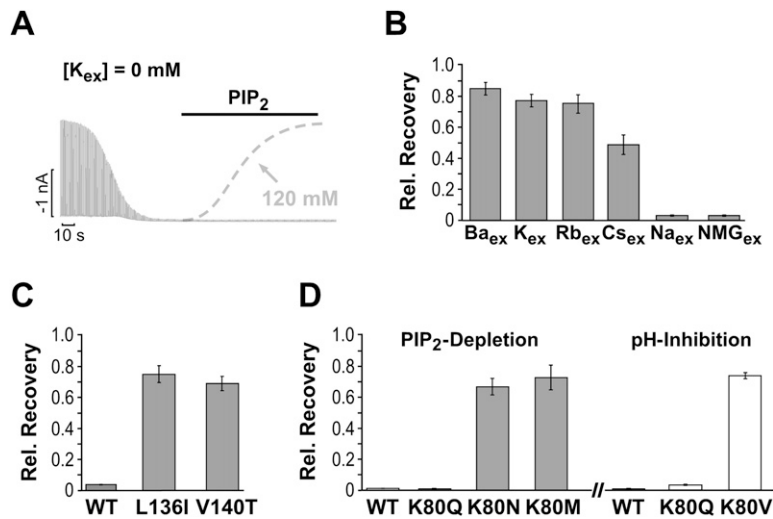 A
[Kex] = 0 mM
PIP2
-1 nA
120 mM
10 s
B
Rel. Recovery
1.0
0.8
0.6
0.4
0.2
0
Baex Kex Rbex Csex Naex NMGex
C
Rel. Recovery
1.0
0.8
0.6
0.4
0.2
0
WT L136I V140T
D
Rel. Recovery
1.0
0.8
0.6
0.4
0.2
0
PIP2-Depletion pH-Inhibition
WT K80Q K80N K80M // WT K80Q K80V